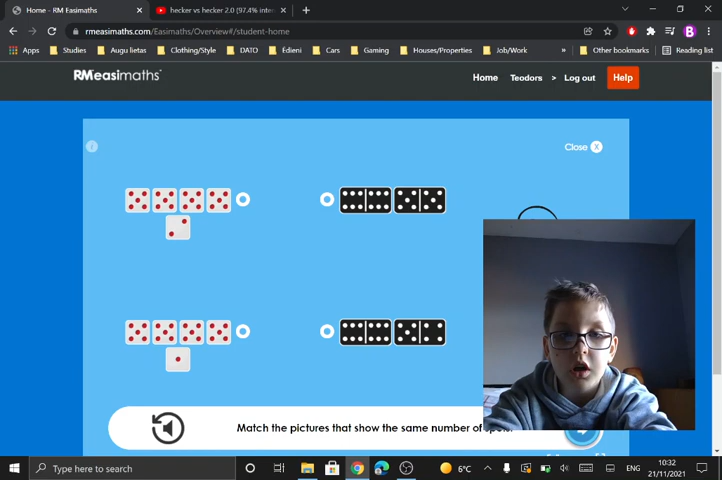 Home - RM Easimaths
hecker vs hecker 2.0 (97.4% inter
rmeasimaths.com/Easimaths/Overview#/student-home
Apps Studies Augu lietas Clothing/Style DATO Edieni Cars Gaming Houses/Properties Job/Work » Other bookmarks Reading list
RMeasimaths Home Teodors > Log out Help
Close X
Match the pictures that show the same number of spots.
Type here to search
6°C
ENG
10:32
21/11/2021